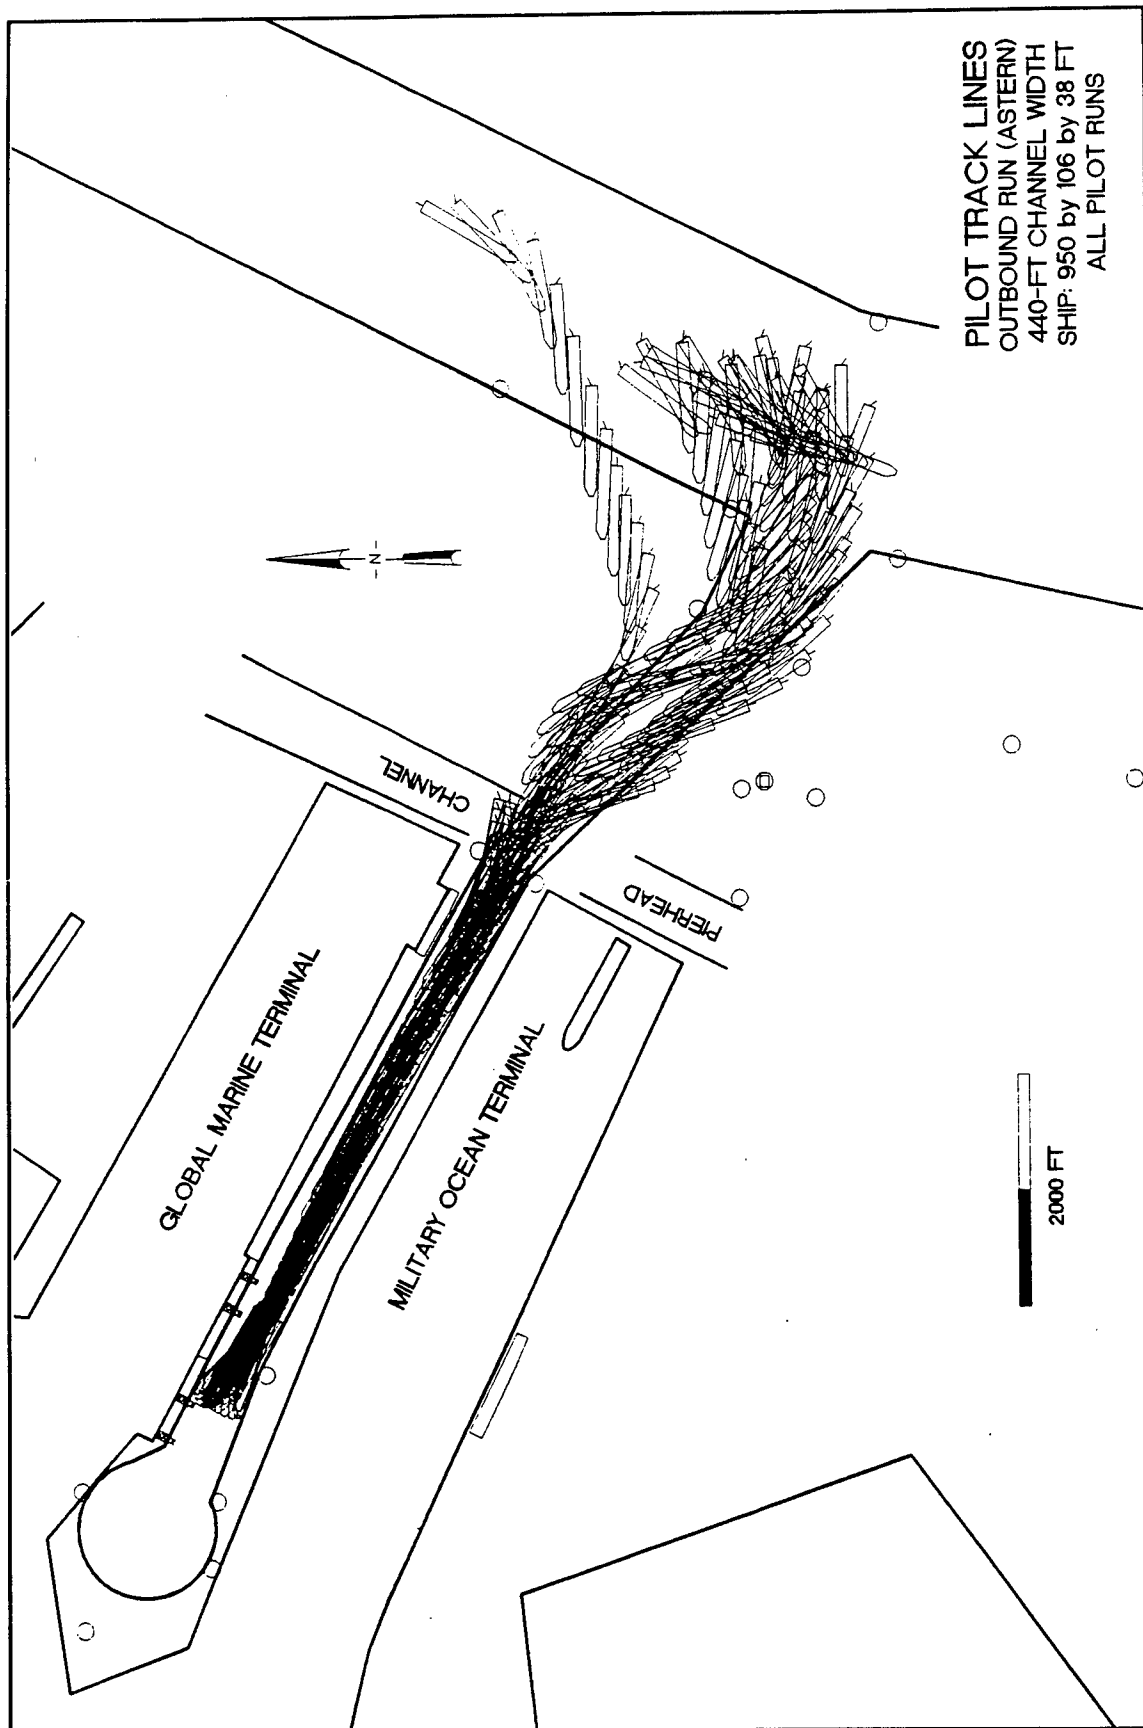 PILOT TRACK LINES
OUTBOUND RUN (ASTERN)
440-FT CHANNEL WIDTH
SHIP: 950 by 106 by 38 FT
ALL PILOT RUNS
-N-
CHANNEL
PIERHEAD
GLOBAL MARINE TERMINAL
MILITARY OCEAN TERMINAL
2000 FT